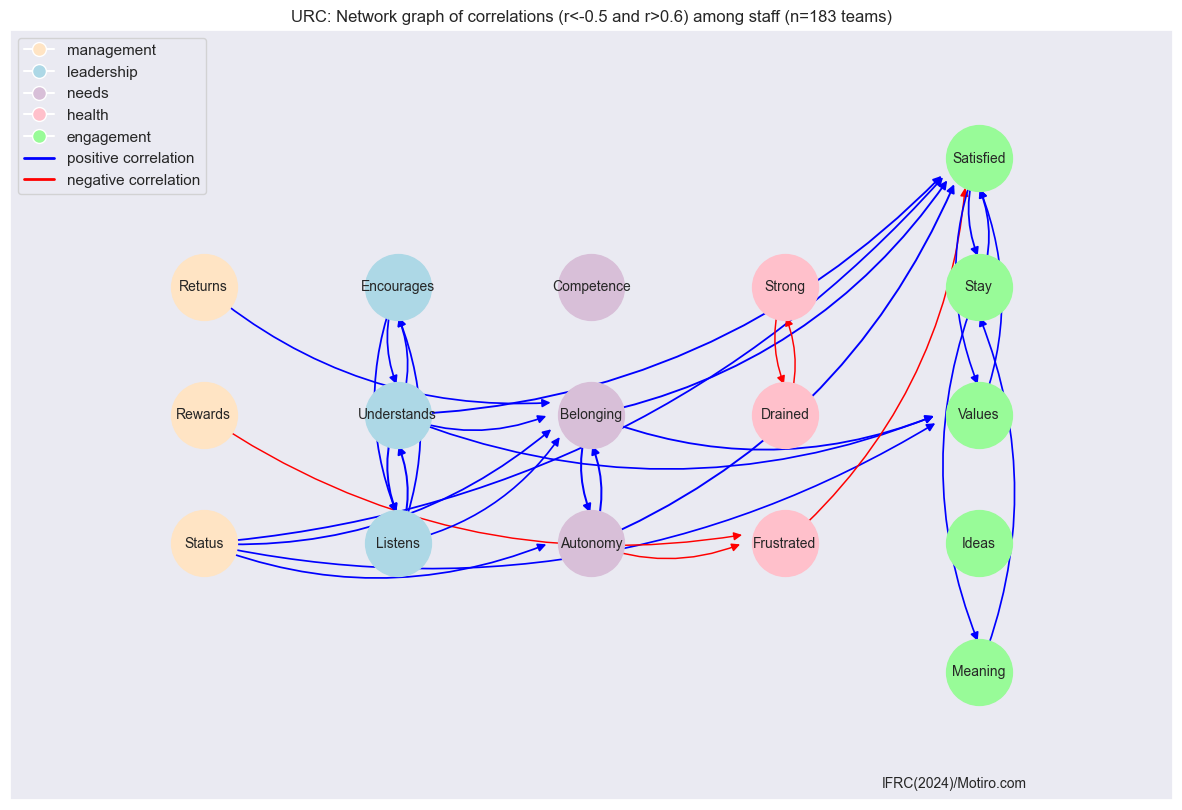 URC: Network graph of correlations (r<-0.5 and r>0.6) among staff (n=183 teams)
management
leadership
needs
health
engagement
positive correlation
negative correlation
Satisfied
Returns
Encourages
Competence
Strong
Stay
Rewards
Understands
Belonging
Drained
Values
Status
Listens
Autonomy
Frustrated
Ideas
Meaning
IFRC(2024)/Motiro.com